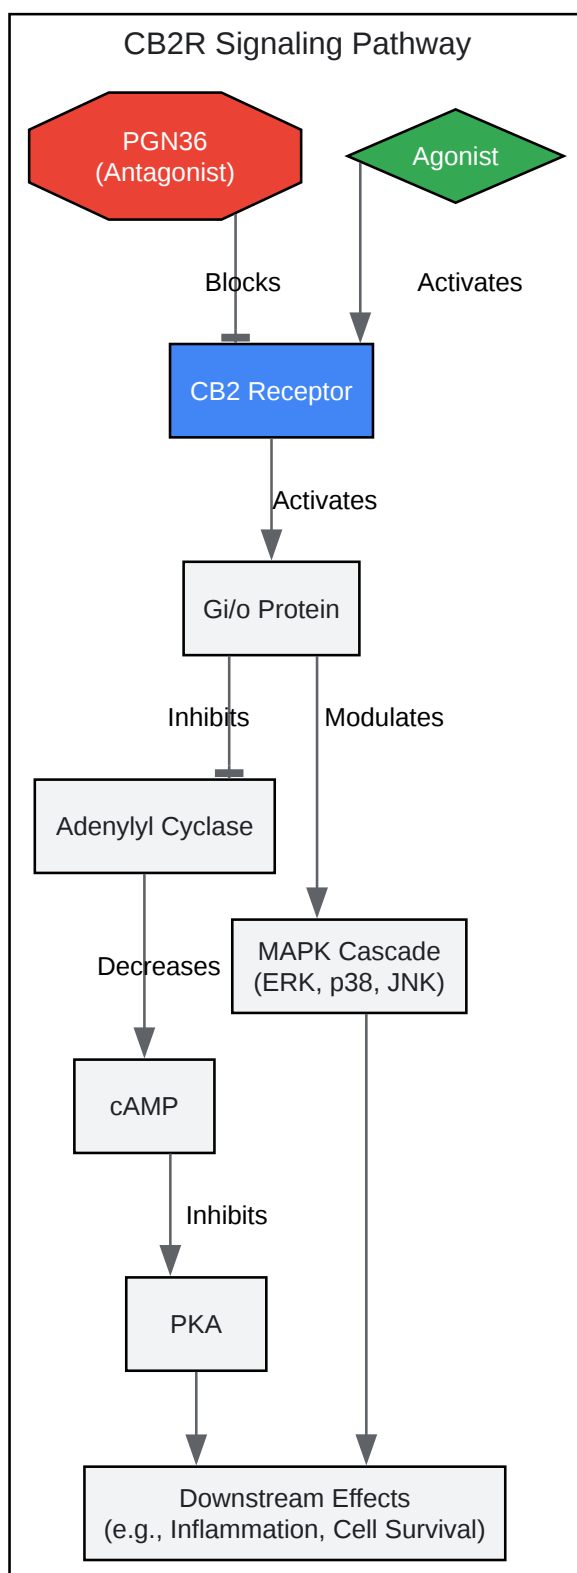 CB2R Signaling Pathway
PGN36
(Antagonist)
Agonist
Blocks
Activates
CB2 Receptor
Activates
Gi/o Protein
Inhibits
Modulates
Adenylyl Cyclase
MAPK Cascade
(ERK, p38, JNK)
Decreases
cAMP
Inhibits
PKA
Downstream Effects
(e.g., Inflammation, Cell Survival)